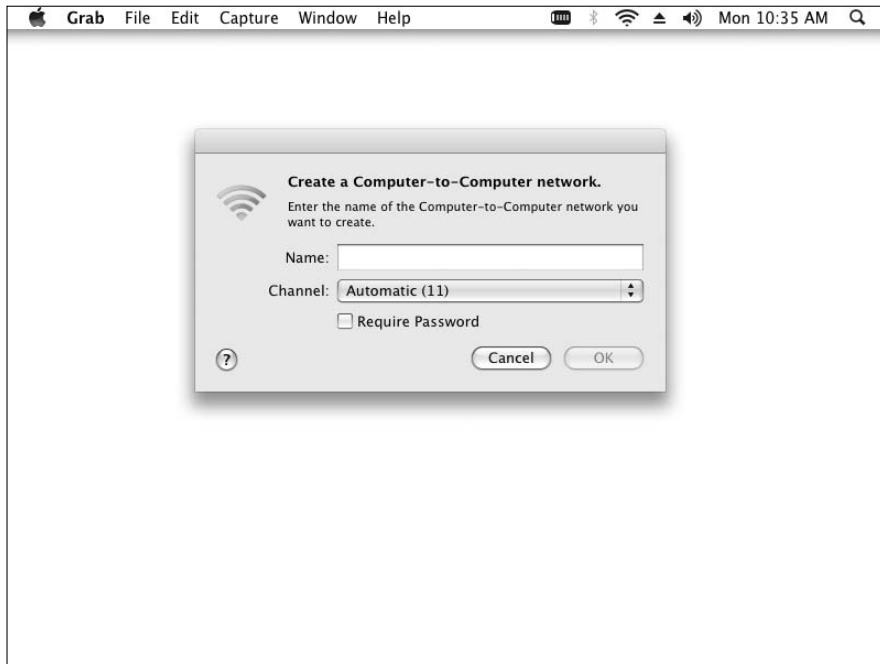 Grab File Edit Capture Window Help Mon 10:35 AM
Create a Computer-to-Computer network.
Enter the name of the Computer-to-Computer network you
want to create.
Name:
Channel: Automatic (11)
Require Password
? Cancel OK